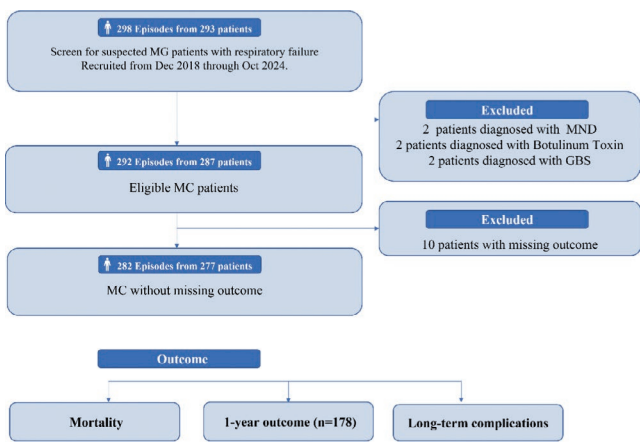 298 Episodes from 293 patients
Screen for suspected MG patients with respiratory failure
Recruited from Dec 2018 through Oct 2024.
Excluded
2 patients diagnosed with MND
2 patients diagnosed with Botulinum Toxin
2 patients diagnosed with GBS
292 Episodes from 287 patients
Eligible MC patients
Excluded
10 patients with missing outcome
282 Episodes from 277 patients
MC without missing outcome
Outcome
Mortality
1-year outcome (n=178)
Long-term complications